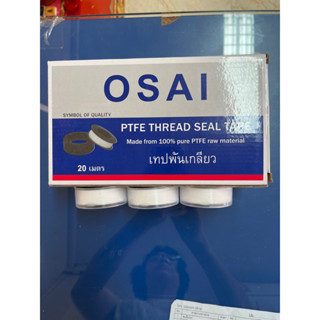 OSAI
SYMBOL OF QUALITY
PTFE THREAD SEAL TAPE
Made from 100% pure PTFE raw material
เทปพันเกลียว
20 เมตร